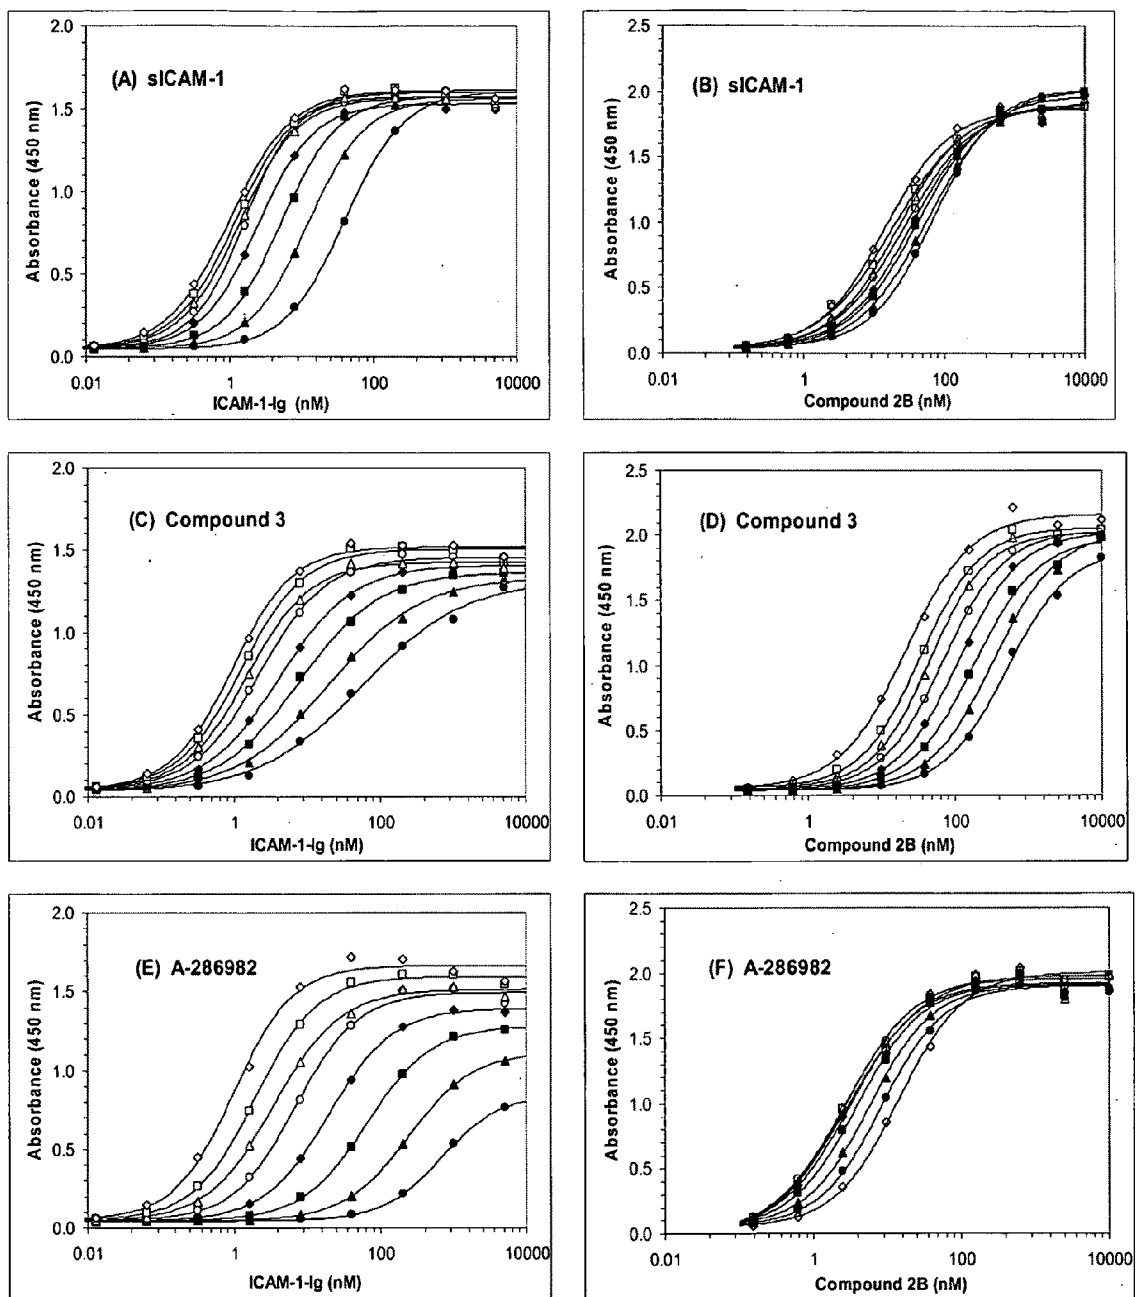 2.0
(A) sICAM-1
1.5
1.0
0.5
0.0
0.01 1 100 10000
ICAM-1-Ig (nM)
Absorbance (450 nm)
2.5
(B) sICAM-1
2.0
1.5
1.0
0.5
0.0
0.01 1 100 10000
Compound 2B (nM)
Absorbance (450 nm)
2.0
(C) Compound 3
1.5
1.0
0.5
0.0
0.01 1 100 10000
ICAM-1-Ig (nM)
Absorbance (450 nm)
2.5
(D) Compound 3
2.0
1.5
1.0
0.5
0.0
0.01 1 100 10000
Compound 2B (nM)
Absorbance (450 nm)
2.0
(E) A-286982
1.5
1.0
0.5
0.0
0.01 1 100 10000
ICAM-1-Ig (nM)
Absorbance (450 nm)
2.5
(F) A-286982
2.0
1.5
1.0
0.5
0.0
0.01 1 100 10000
Compound 2B (nM)
Absorbance (450 nm)